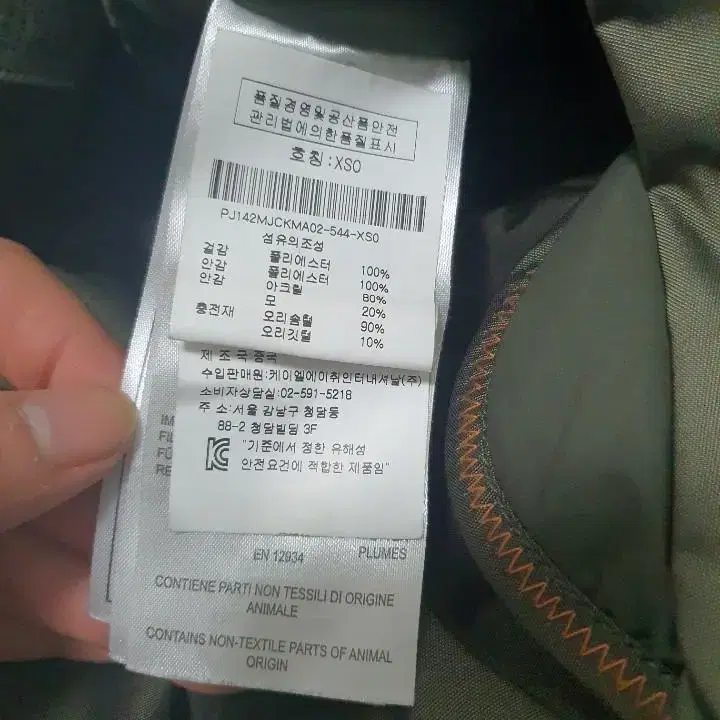 품질경영및공산품안전
관리법에의한품질표시
호칭:XS0
PJ142MJCKMA02-544-XS0
섬유의조성
겉감 폴리에스터 100%
안감 폴리에스터 100%
안감 아크릴 80%
모 20%
충전재 오리솜털 90%
오리깃털 10%
제조국중국
수입판매원:케이엘에이취인터내셔날(주)
소비자상담실:02-591-5218
주 소:서울 강남구 청담동
88-2 청담빌딩 3F
"기준에서 정한 유해성
안전요건에 적합한 제품임"
IM
FIL
FÜ
RE
EN 12934 PLUMES
CONTIENE PARTI NON TESSILI DI ORIGINE
ANIMALE
CONTAINS NON-TEXTILE PARTS OF ANIMAL
ORIGIN